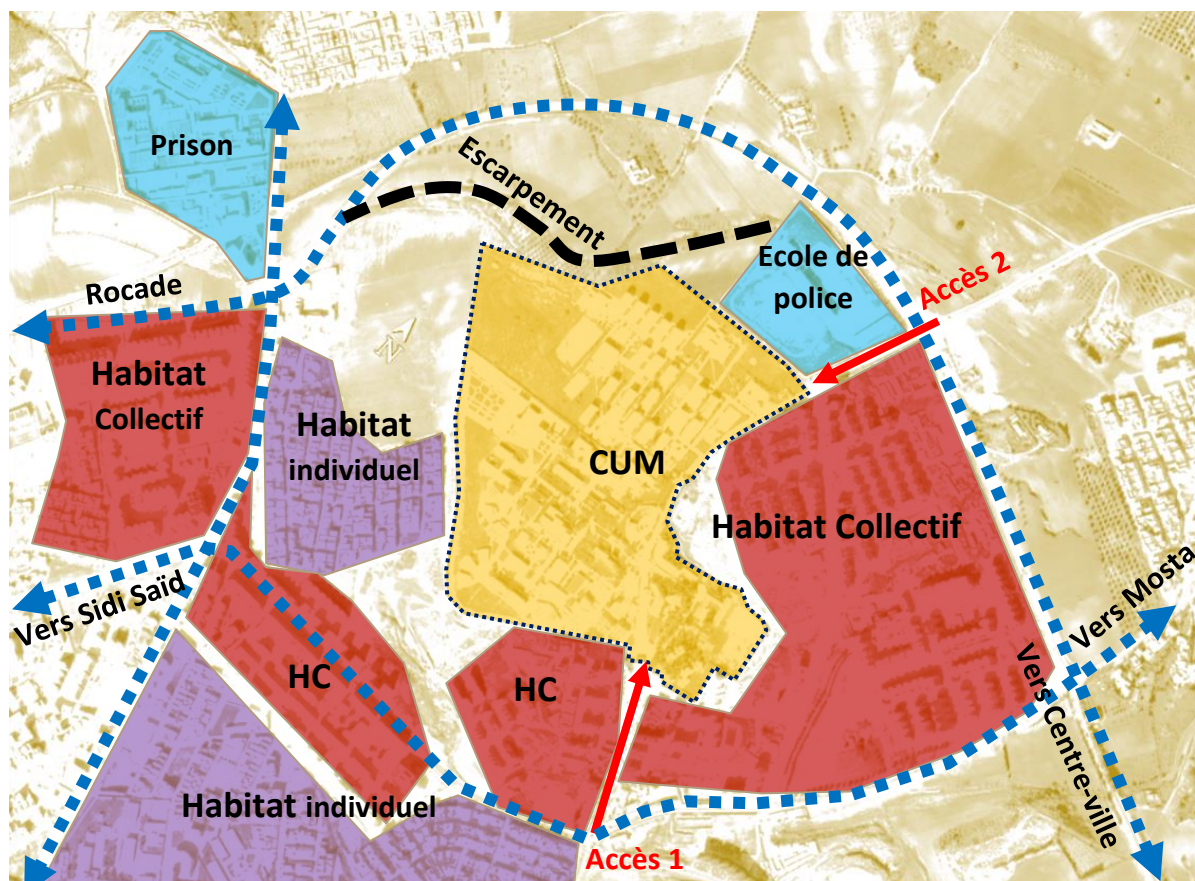 Prison
Escarpement
Ecole de
police
Accès 2
Rocade
Habitat
Collectif
Habitat
individuel
CUM
Habitat Collectif
Vers Sidi Saïd
Vers Mosta
HC
HC
Vers Centre-ville
Habitat individuel
Accès 1
N